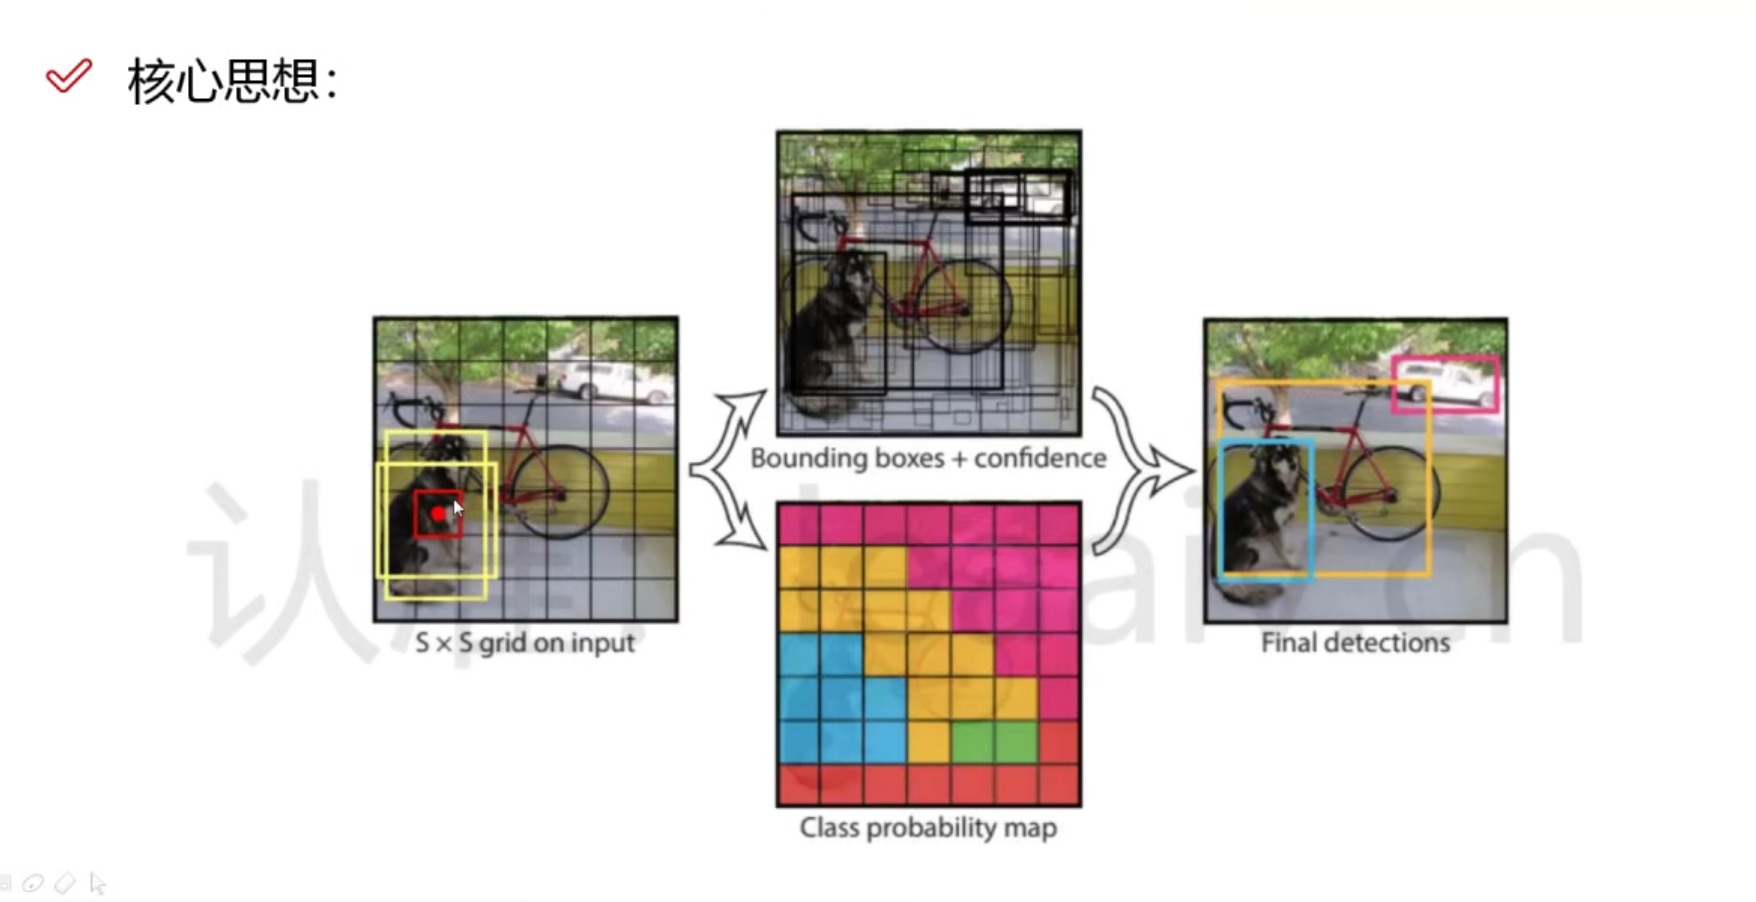 核心思想：
Bounding boxes + confidence
S × S grid on input
Final detections
Class probability map